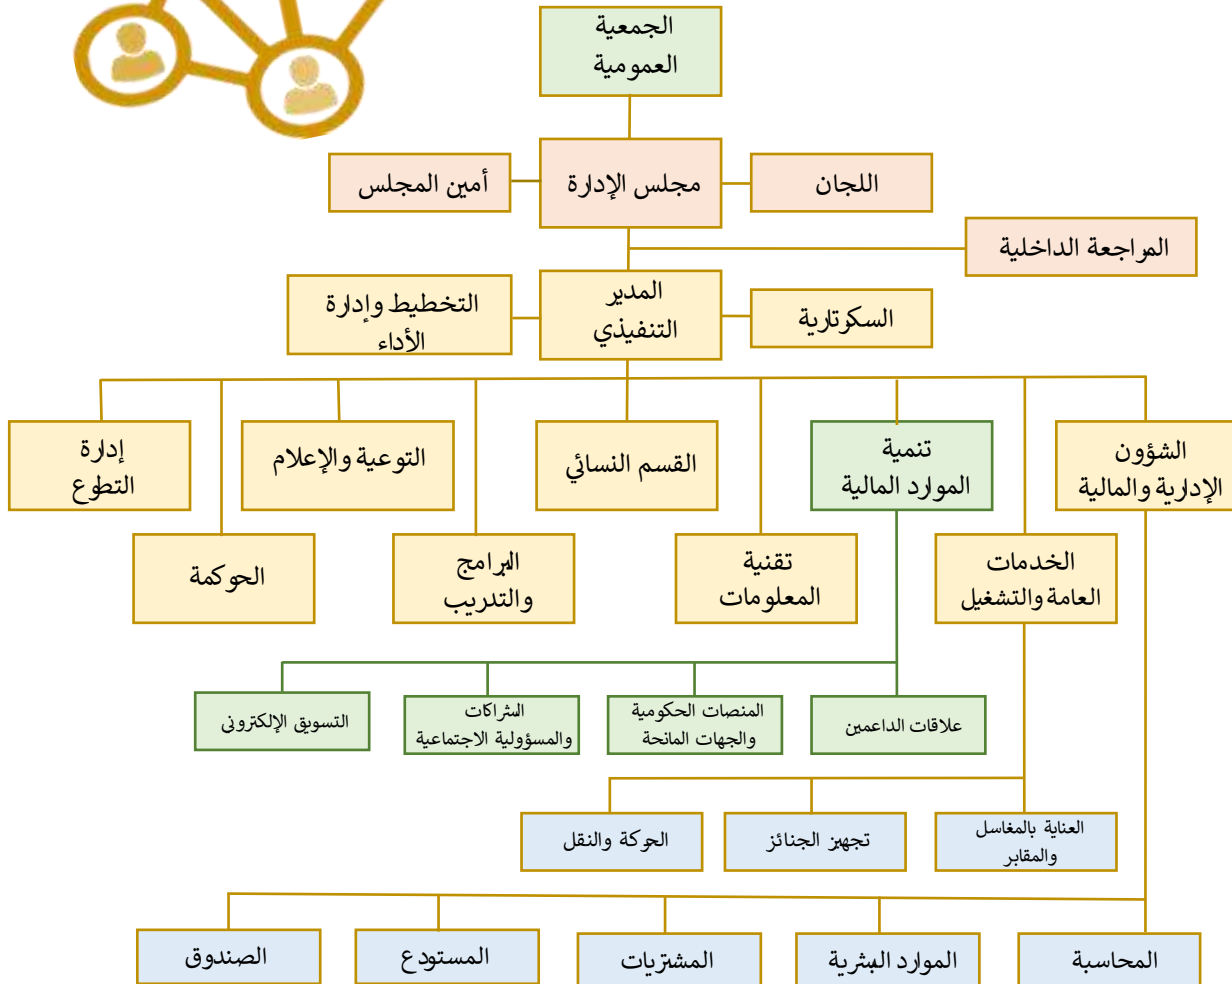 الجمعية
العمومية
اللجان
مجلس الإدارة
أمين المجلس
المراجعة الداخلية
السكرتارية
المدير
التنفيذي
التخطيط وإدارة
الأداء
الشؤون
الإدارية والمالية
تنمية
الموارد المالية
القسم النسائي
التوعية والإعلام
إدارة
التطوع
الخدمات
العامة والتشغيل
تقنية
المعلومات
البرامج
والتدريب
الحوكمة
علاقات الداعمين
المنصات الحكومية
والجهات المانحة
الشراكات
والمسؤولية الاجتماعية
التسويق الإلكتروني
العناية بالمغاسل
والمقابر
تجهيز الجنائز
الحركة والنقل
المحاسبة
الموارد البشرية
المشتريات
المستودع
الصندوق